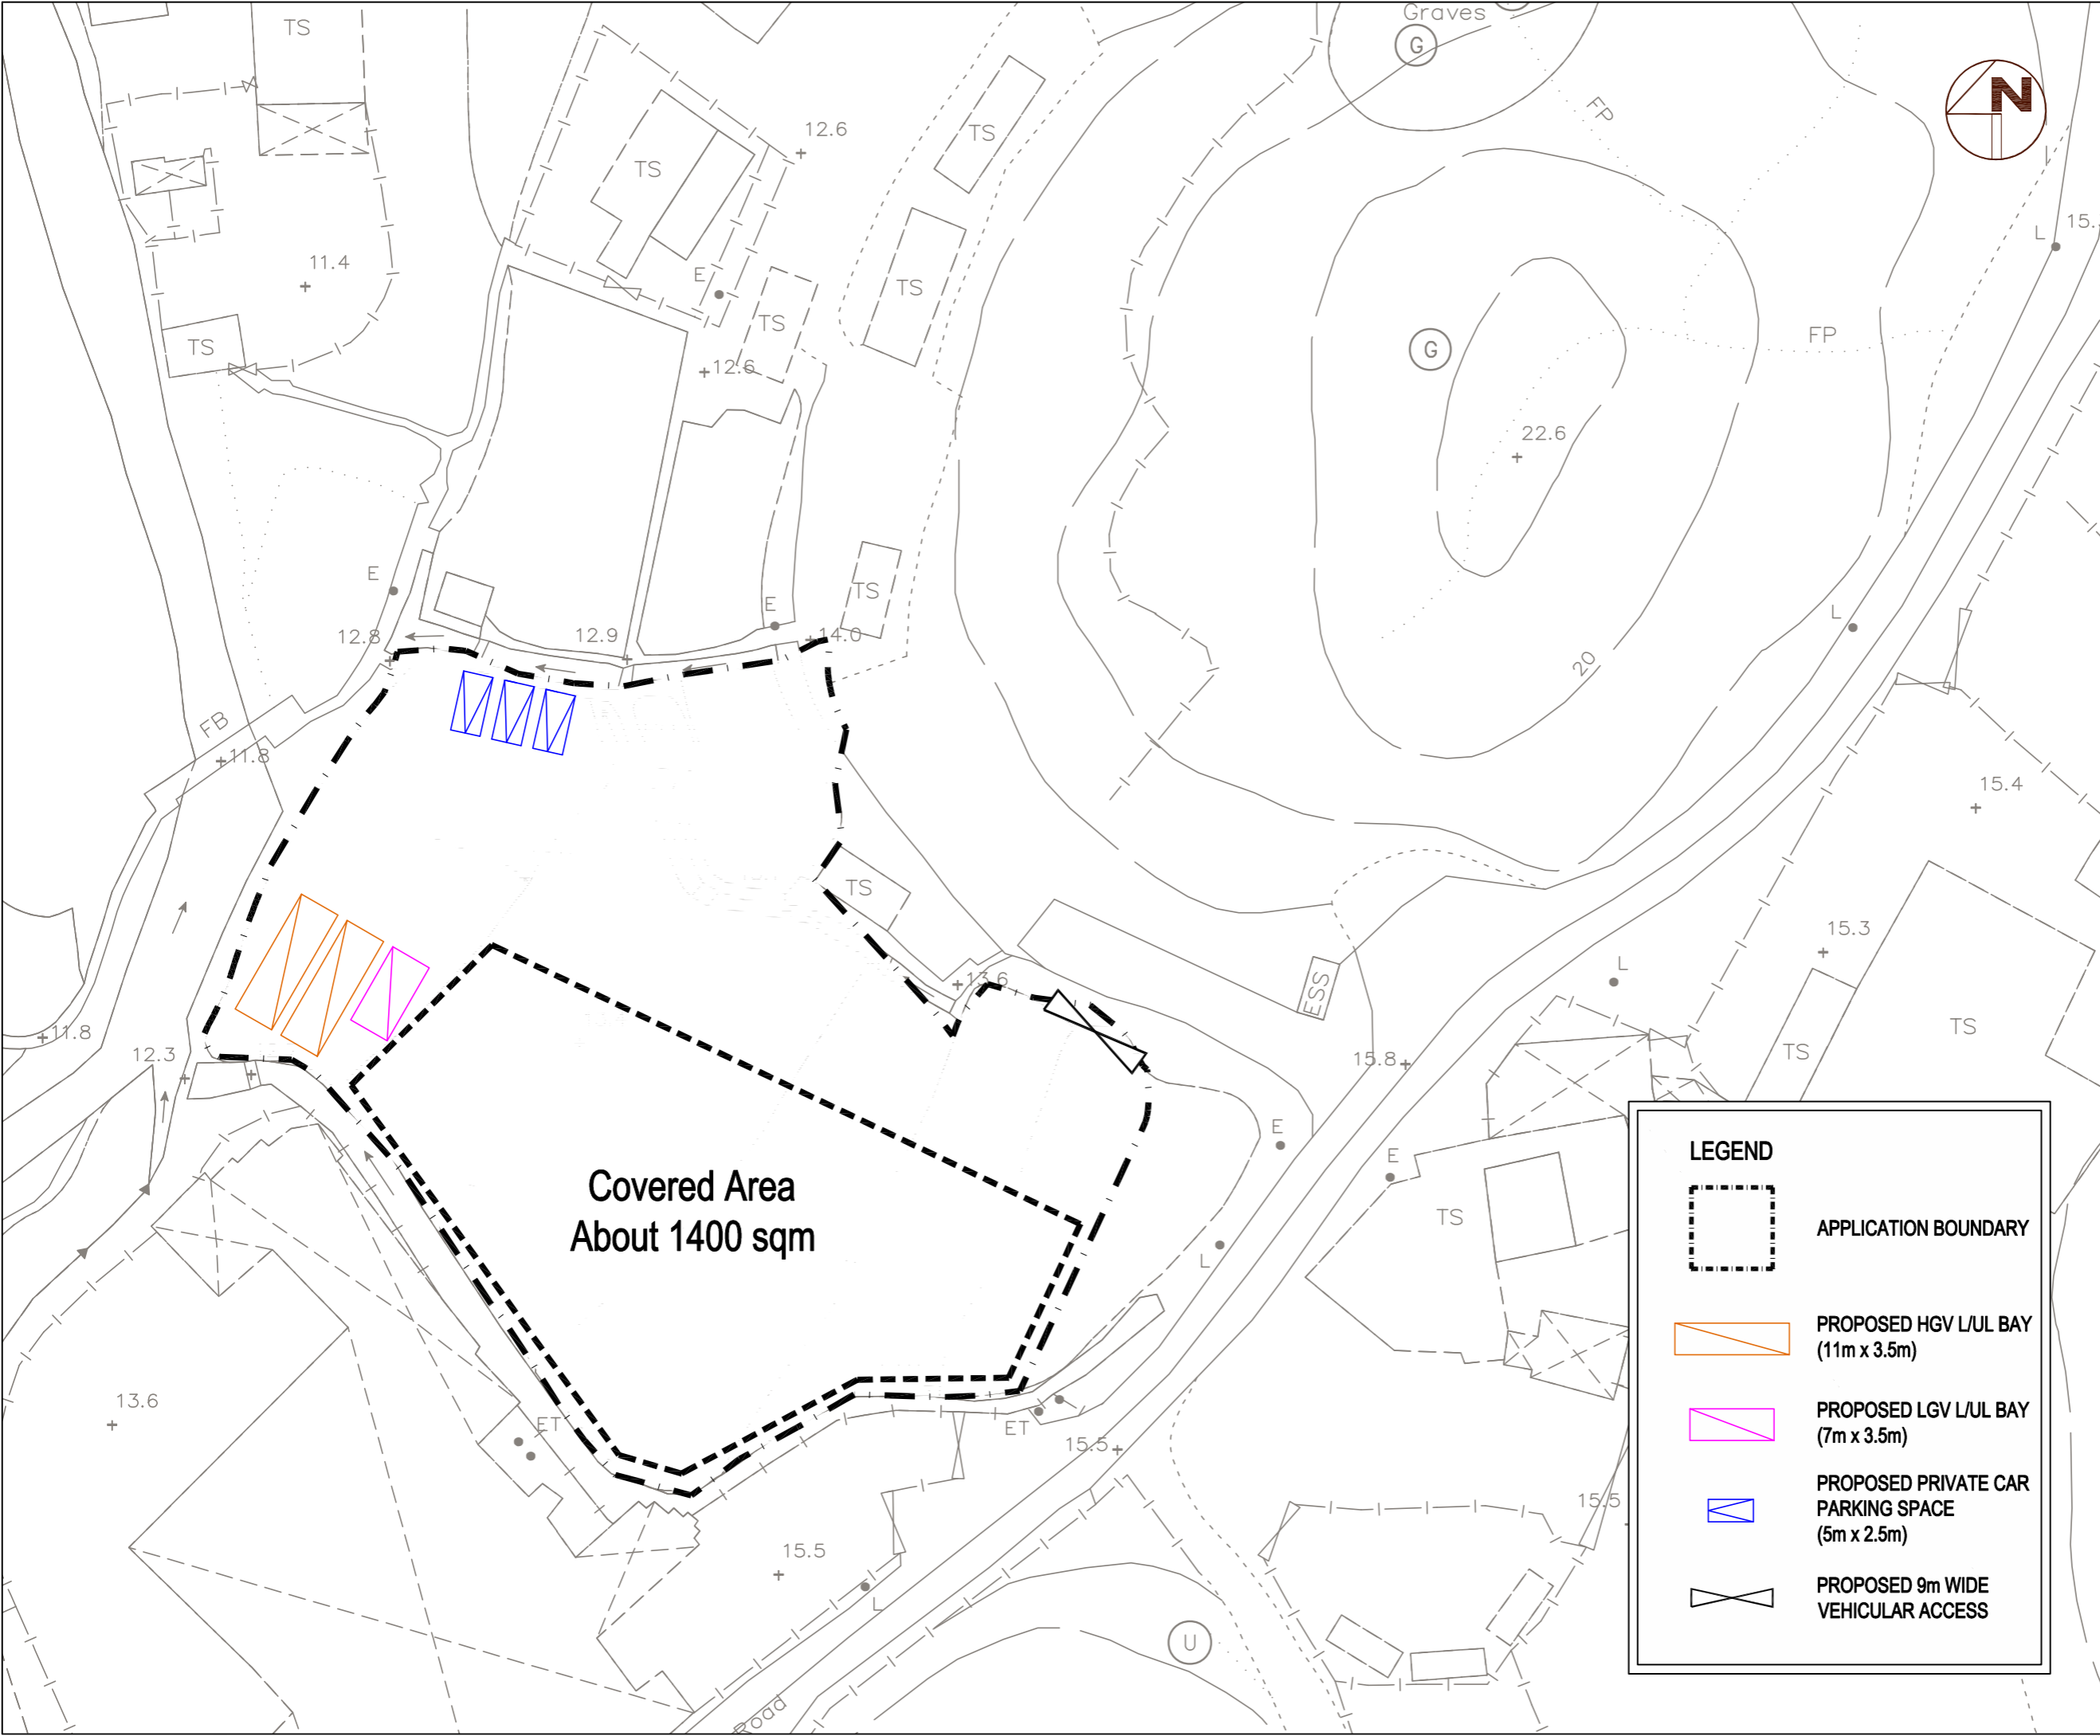 Graves
G
TS
N
FP
12.6
TS
TS
15.
L
TS
11.4
E
TS
TS
FP
G
TS
12.6
22.6
E
TS
E
L
12.8
12.9
14.0
20
FB
11.8
15.4
TS
15.3
13.6
L
ESS
11.8
12.3
15.8
TS
TS
E
E
Covered Area
About 1400 sqm
TS
L
LEGEND
APPLICATION BOUNDARY
PROPOSED HGV L/UL BAY
(11m x 3.5m)
PROPOSED LGV L/UL BAY
(7m x 3.5m)
PROPOSED PRIVATE CAR
PARKING SPACE
(5m x 2.5m)
PROPOSED 9m WIDE
VEHICULAR ACCESS
13.6
ET
ET
15.5
15.5
15.5
L
U
Road